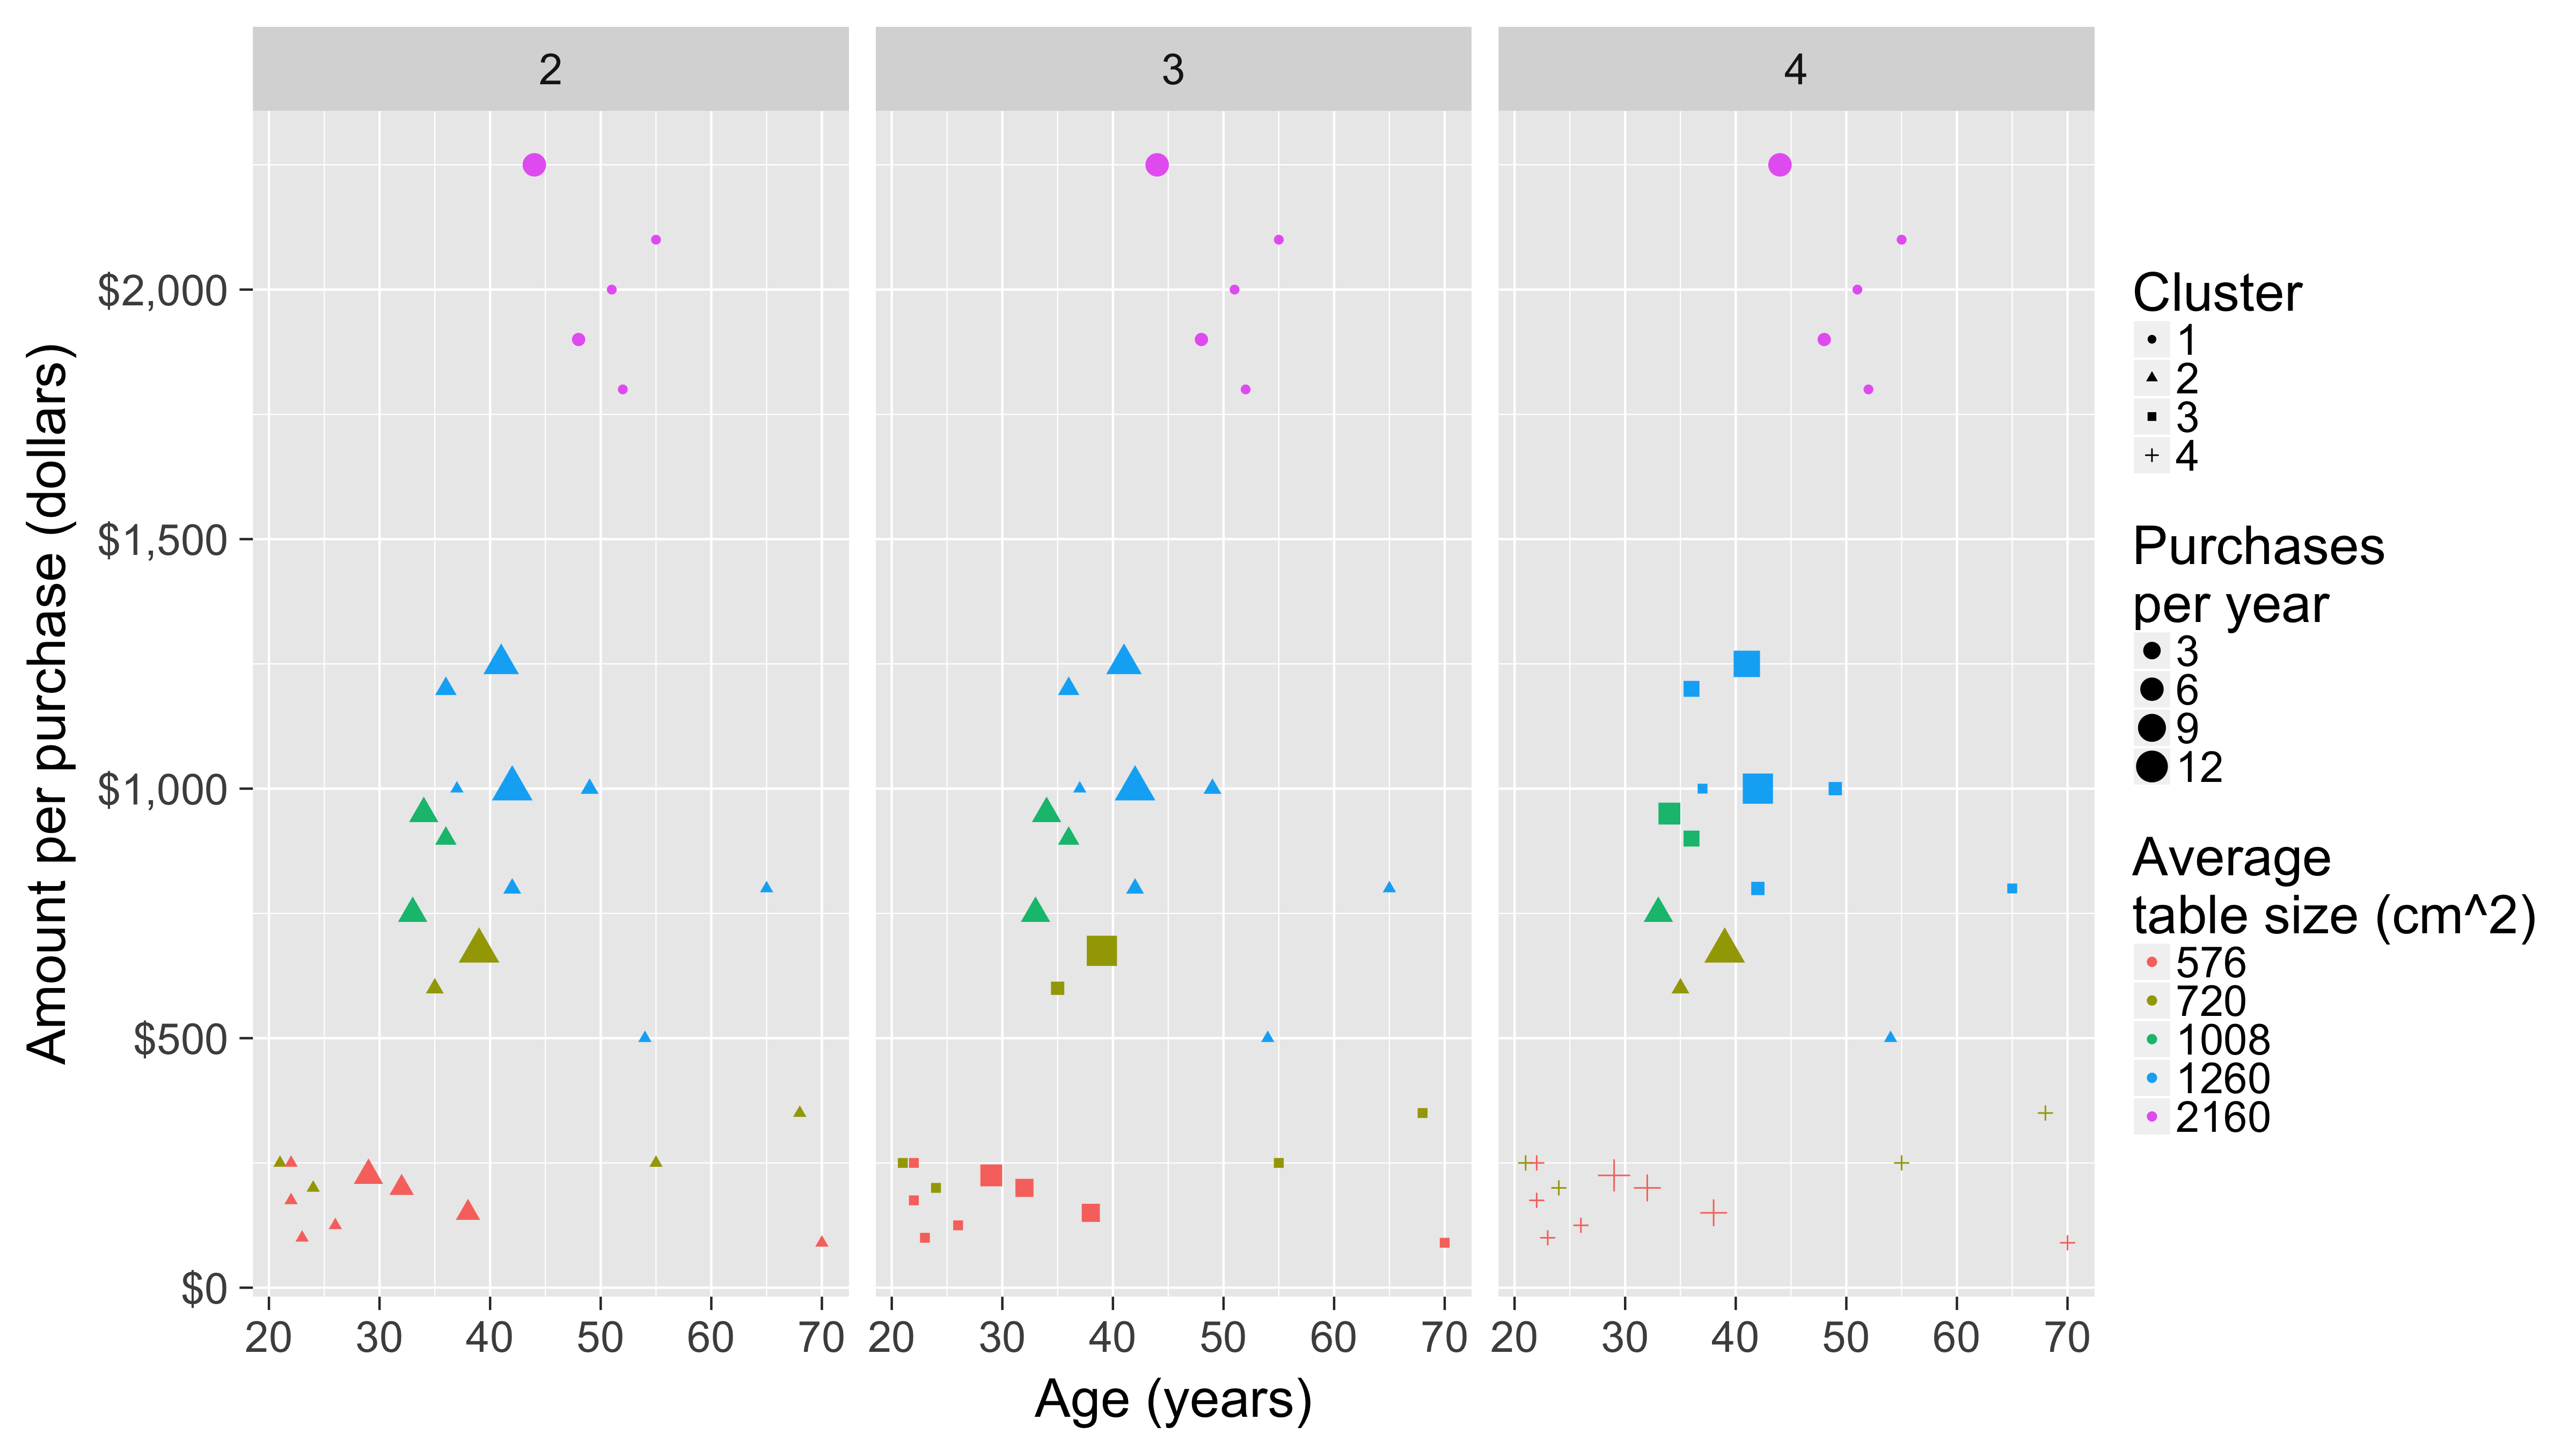 2 3 4
Amount per purchase (dollars)
$2,000
$1,500
$1,000
$500
$0
20 30 40 50 60 70 20 30 40 50 60 70 20 30 40 50 60 70
Age (years)
Cluster
1
2
3
4
Purchases
per year
3
6
9
12
Average
table size (cm^2)
576
720
1008
1260
2160